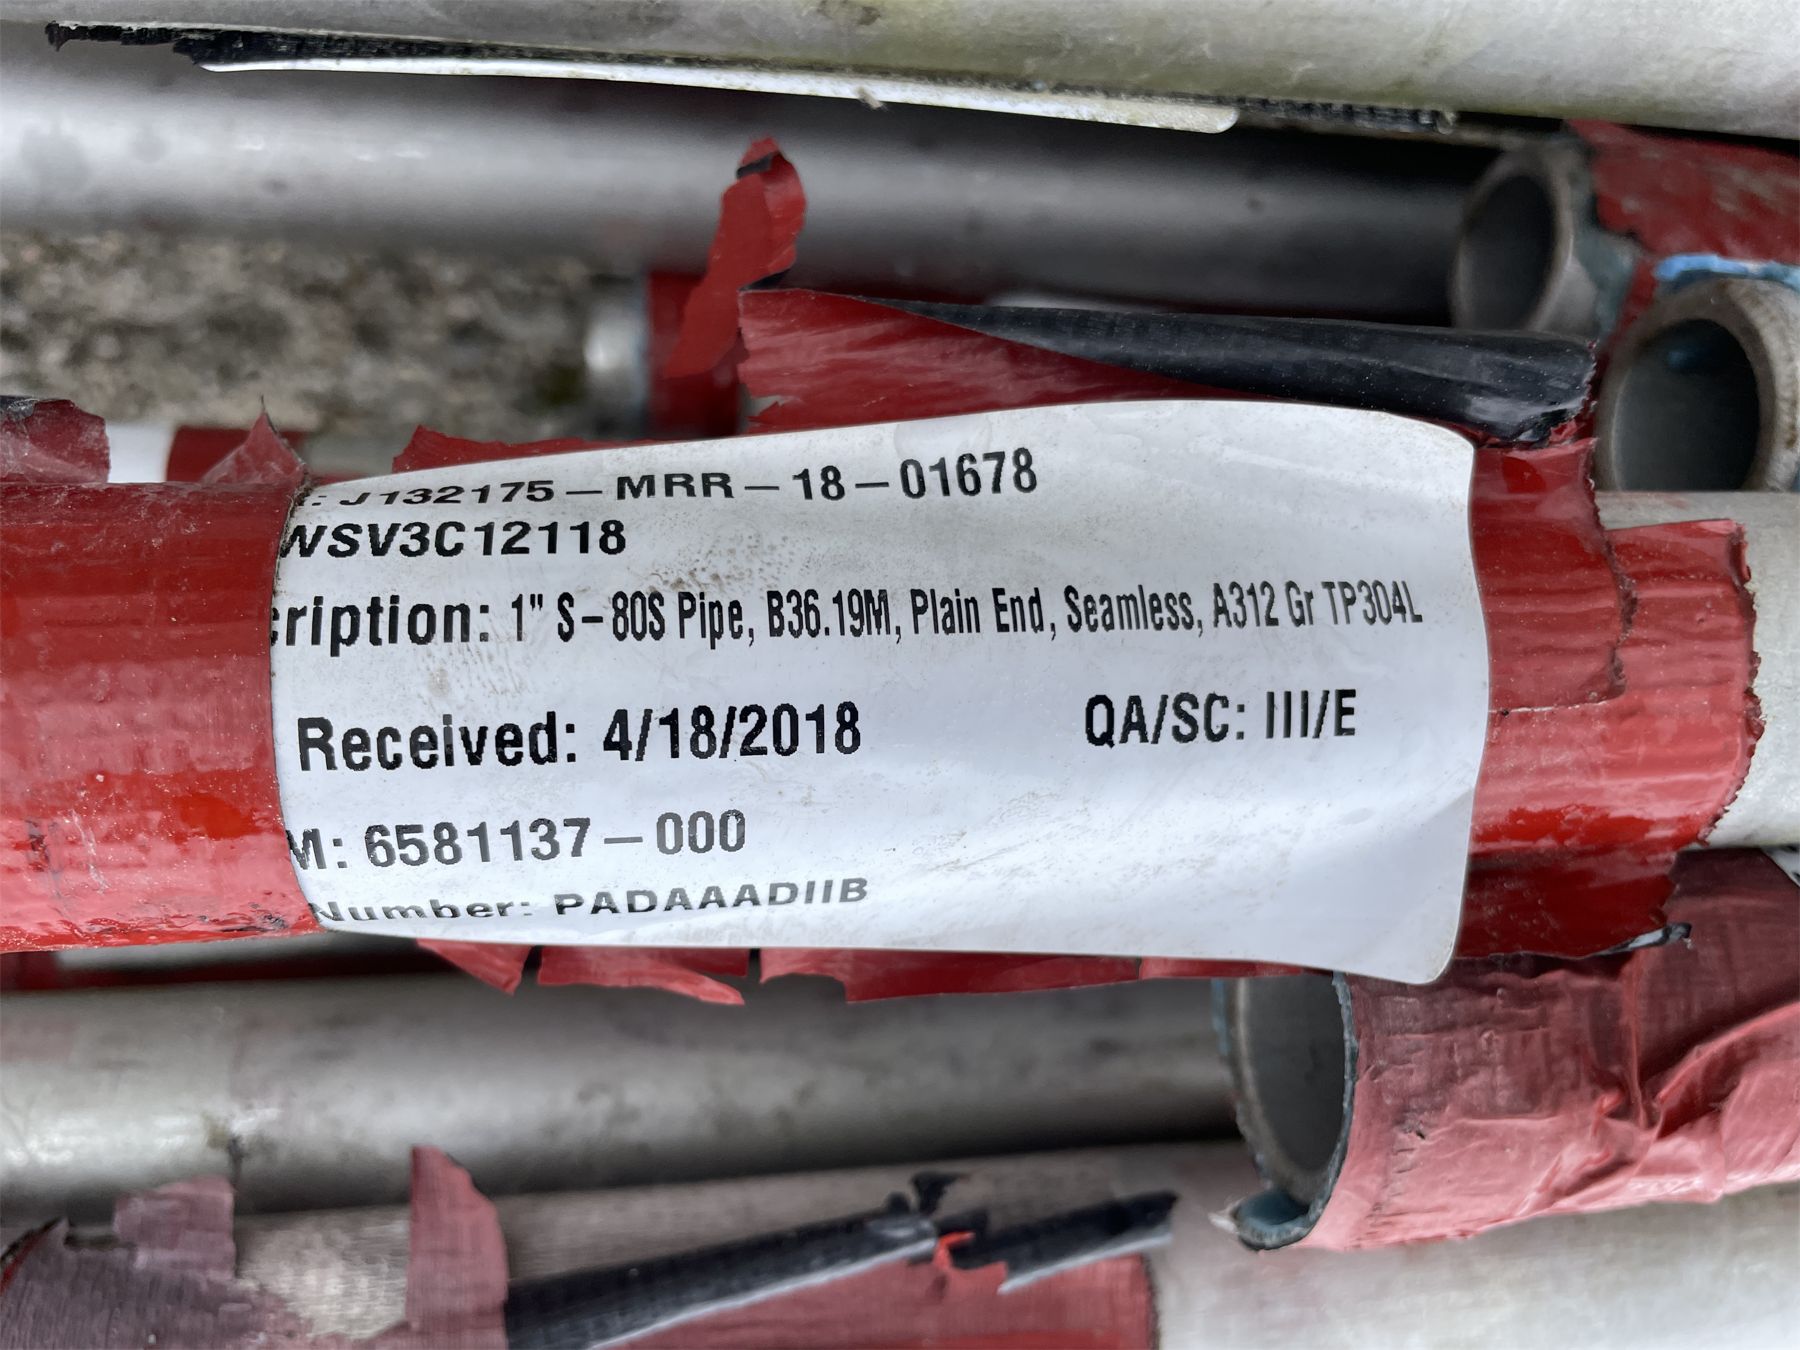 : J132175-MRR-18-01678
WSV3C12118
cription: 1" S-80S Pipe, B36.19M, Plain End, Seamless, A312 Gr TP304L
Received: 4/18/2018 QA/SC: III/E
M: 6581137-000
Number: PADAAADIIB